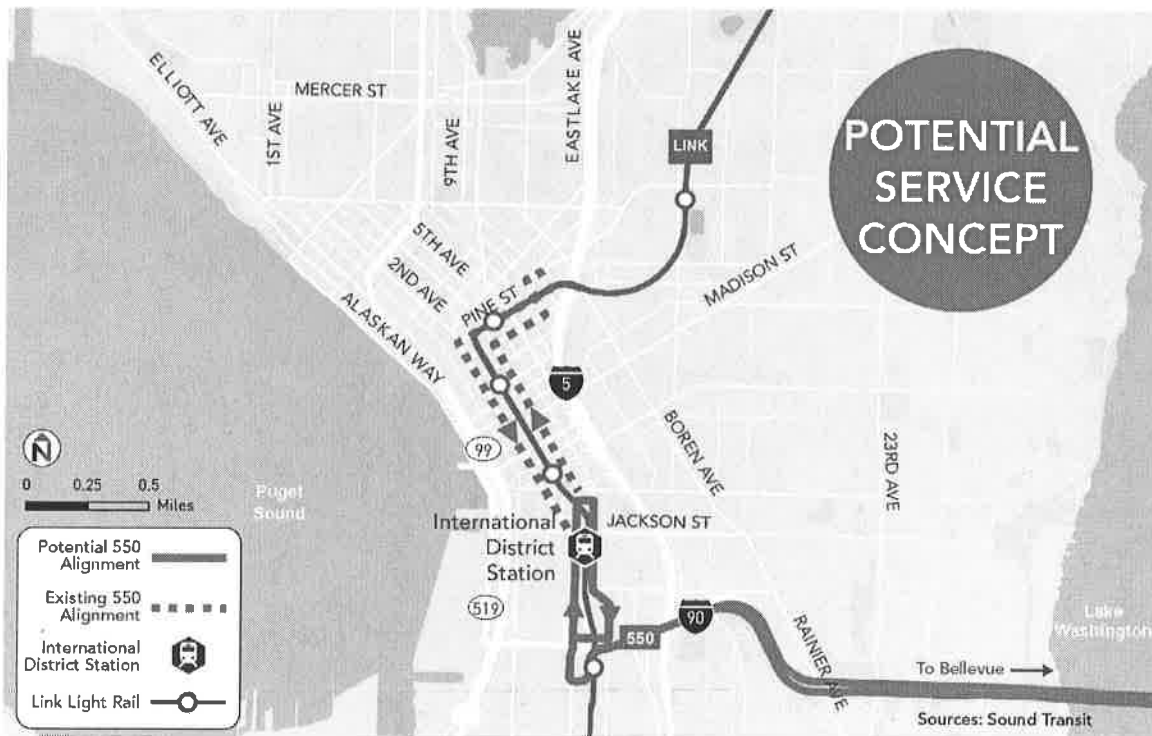 ELLIOTT AVE
MERCER ST
1ST AVE
9TH AVE
EASTLAKE AVE
LINK
POTENTIAL
SERVICE
CONCEPT
5TH AVE
2ND AVE
PINE ST
MADISON ST
ALASKAN WAY
5
BOREN AVE
23RD AVE
99
N
0 0.25 0.5
Miles
Puget
Sound
International
District
Station
JACKSON ST
519
550
90
RAINIER AVE
Lake
Washington
To Bellevue
Potential 550
Alignment
Existing 550
Alignment
International
District Station
Link Light Rail
Sources: Sound Transit